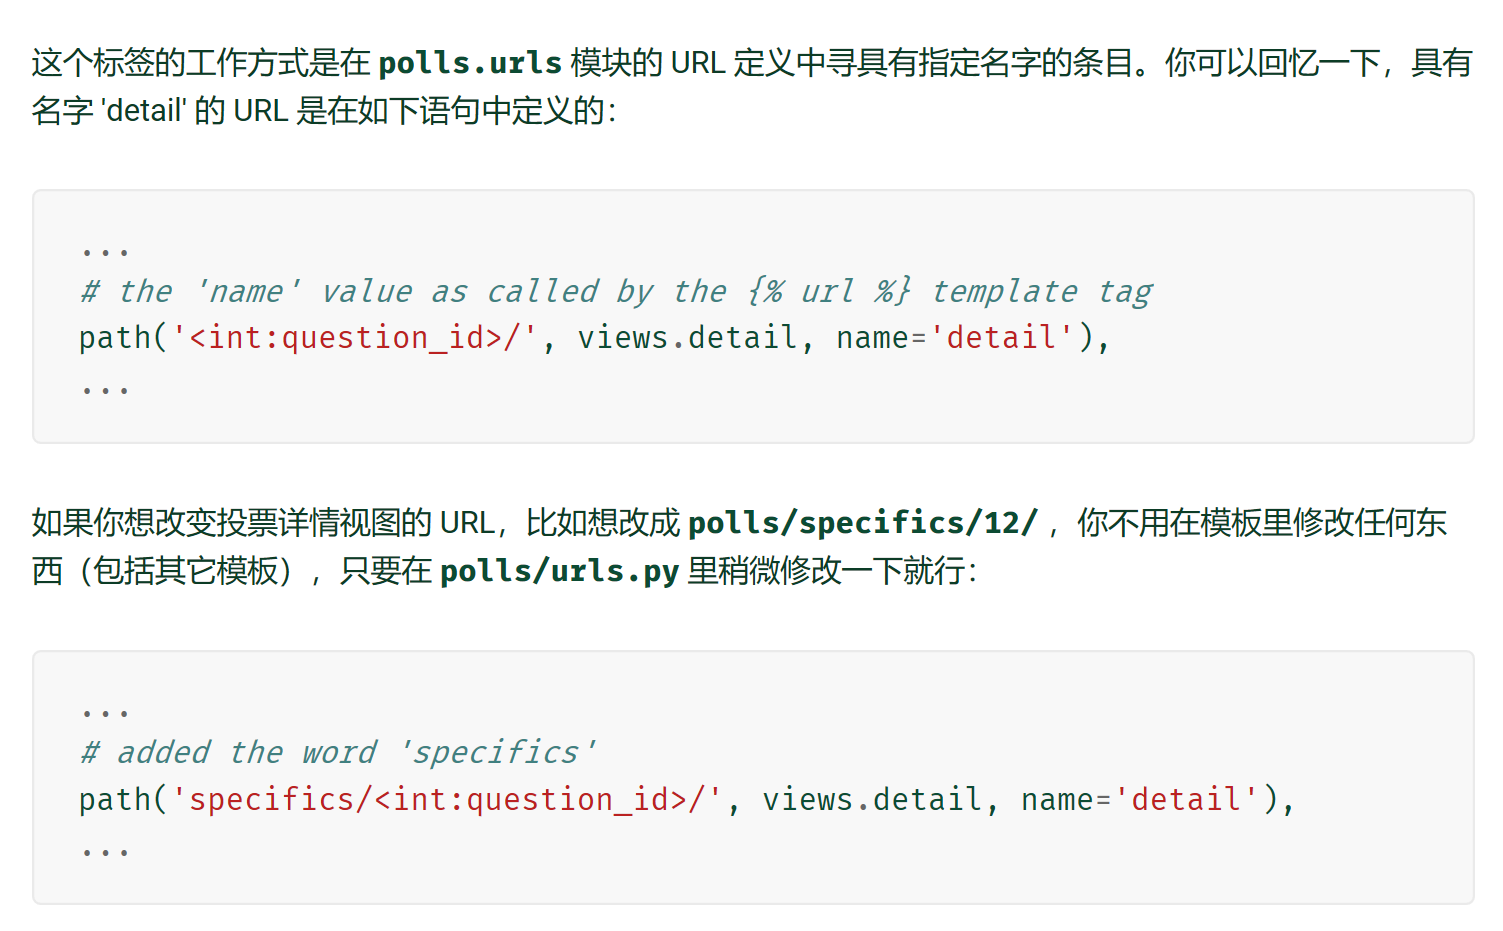 这个标签的工作方式是在 polls.urls 模块的 URL 定义中寻具有指定名字的条目。你可以回忆一下，具有
名字 'detail' 的 URL 是在如下语句中定义的：
...
# the 'name' value as called by the {% url %} template tag
path('<int:question_id>/', views.detail, name='detail'),
...
如果你想改变投票详情视图的 URL，比如想改成 polls/specifics/12/ ，你不用在模板里修改任何东
西（包括其它模板），只要在 polls/urls.py 里稍微修改一下就行：
...
# added the word 'specifics'
path('specifics/<int:question_id>/', views.detail, name='detail'),
...